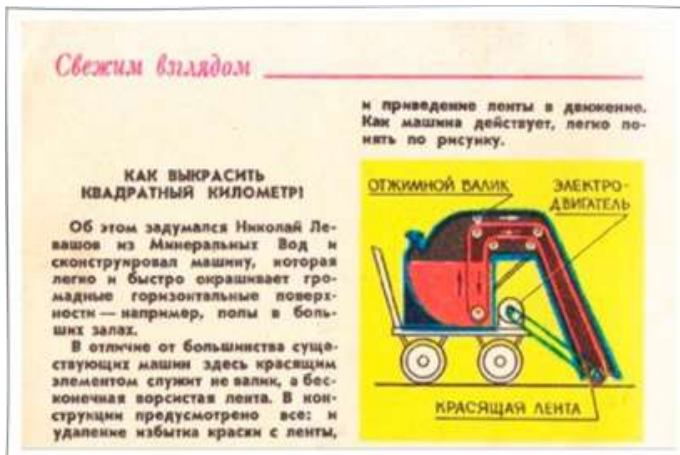 Свежим взглядом
КАК ВЫКРАСИТЬ
КВАДРАТНЫЙ КИЛОМЕТР?
Об этом задумался Николай Ле-
вашов из Минеральных Вод и
сконструировал машину, которая
легко и быстро окрашивает гро-
мадные горизонтальные поверх-
ности — например, полы в боль-
ших залах.
В отличие от большинства суще-
ствующих машин здесь красящим
элементом служит не валик, а бес-
конечная ворсистая лента. В кон-
струкции предусмотрено все: и
удаление избытка краски с ленты,
и приведение ленты в движение.
Как машина действует, легко по-
нять по рисунку.
ОТЖИМНОЙ ВАЛИК
ЭЛЕКТРО-
ДВИГАТЕЛЬ
КРАСЯЩАЯ ЛЕНТА